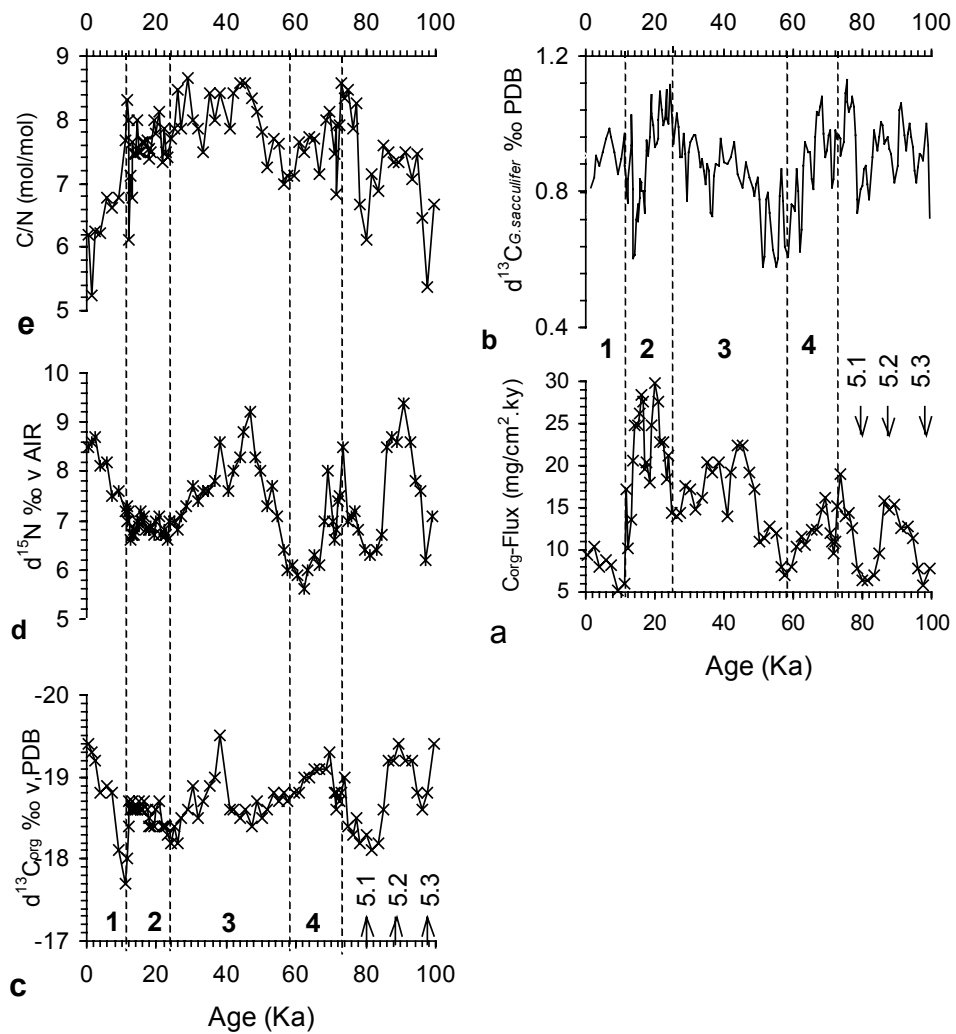 0 20 40 60 80 100
9
8
7
6
5
C/N (mol/mol)
e
10
9
8
7
6
5
d15N ‰ v AIR
d
-20
-19
-18
-17
d13Corg ‰ v,PDB
1 2 3 4 5.1 5.2 5.3
0 20 40 60 80 100
c
Age (Ka)
0 20 40 60 80 100
1.2
0.8
0.4
d13CG.sacculifer ‰ PDB
b
1 2 3 4 5.1 5.2 5.3
30
25
20
15
10
5
Corg-Flux (mg/cm2.ky)
0 20 40 60 80 100
a
Age (Ka)